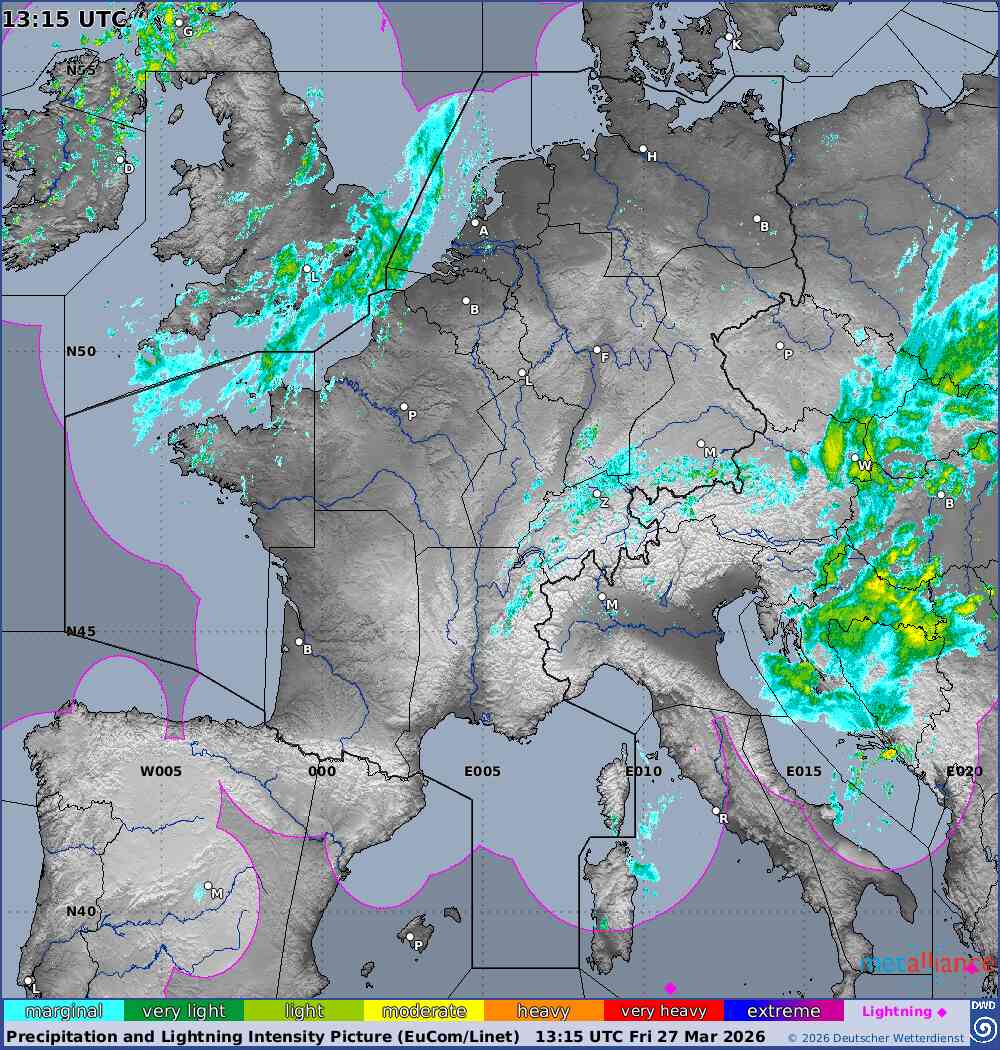 13:15 UTC
G
K
N55
D
H
B
A
L
B
N50
F
P
L
P
M
W
Z
B
M
N45
B
W005
000
E005
E010
E015
E020
R
M
N40
P
metalliance
L
marginal very light light moderate heavy very heavy extreme Lightning
DWD
Precipitation and Lightning Intensity Picture (EuCom/Linet) 13:15 UTC Fri 27 Mar 2026 © 2026 Deutscher Wetterdienst